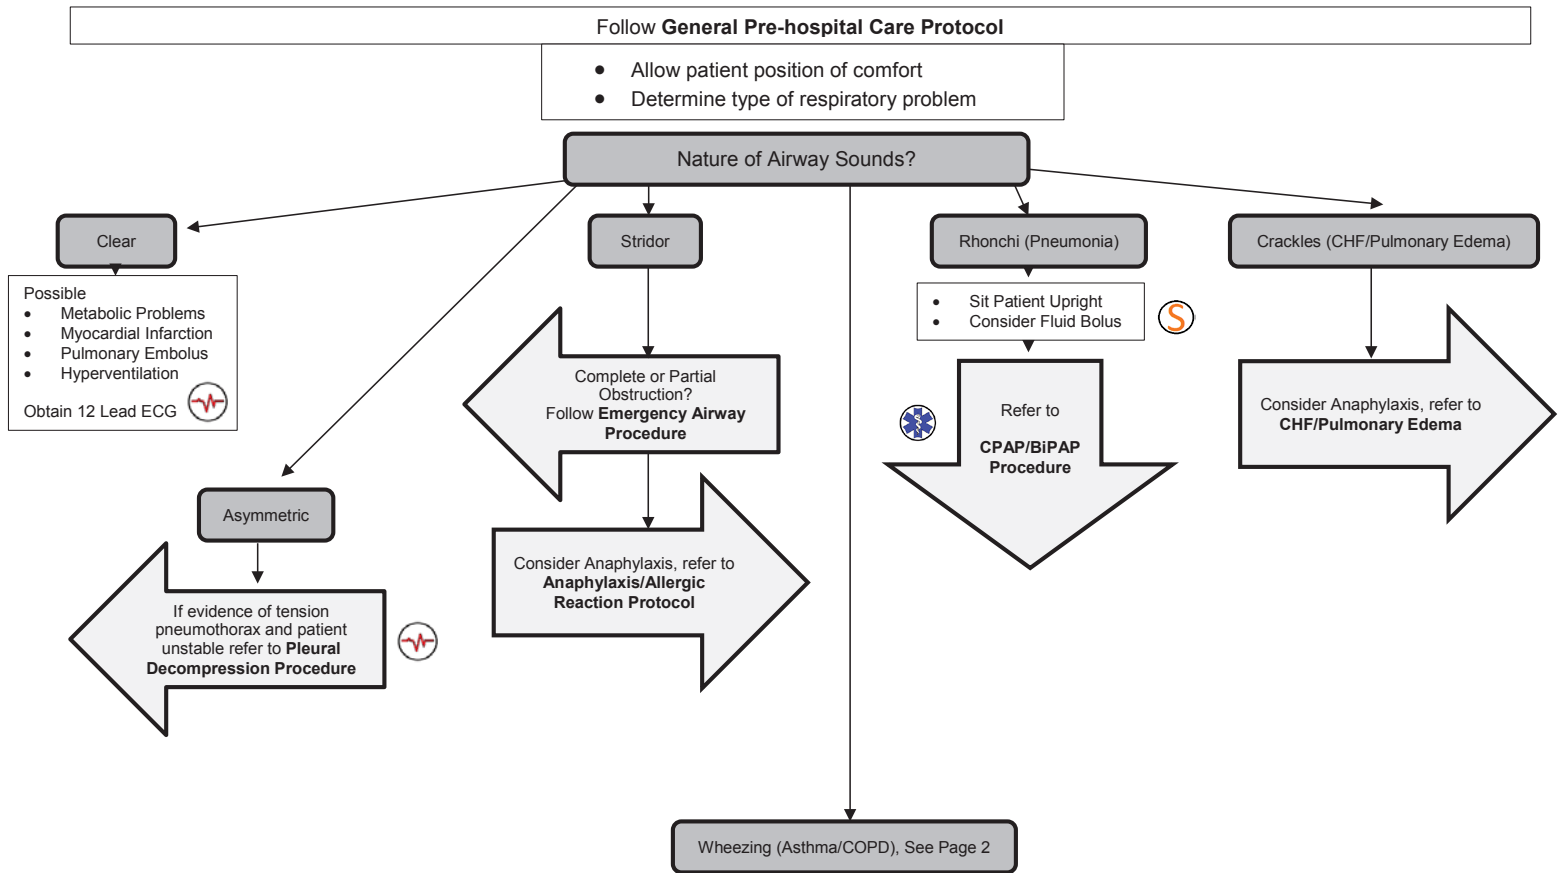 Follow General Pre-hospital Care Protocol
• Allow patient position of comfort
• Determine type of respiratory problem
Nature of Airway Sounds?
Clear
Possible
• Metabolic Problems
• Myocardial Infarction
• Pulmonary Embolus
• Hyperventilation
Obtain 12 Lead ECG
Asymmetric
If evidence of tension
pneumothorax and patient
unstable refer to Pleural
Decompression Procedure
Stridor
Complete or Partial
Obstruction?
Follow Emergency Airway
Procedure
Consider Anaphylaxis, refer to
Anaphylaxis/Allergic
Reaction Protocol
Wheezing (Asthma/COPD), See Page 2
Rhonchi (Pneumonia)
• Sit Patient Upright
• Consider Fluid Bolus
S
Refer to
CPAP/BiPAP
Procedure
Crackles (CHF/Pulmonary Edema)
Consider Anaphylaxis, refer to
CHF/Pulmonary Edema